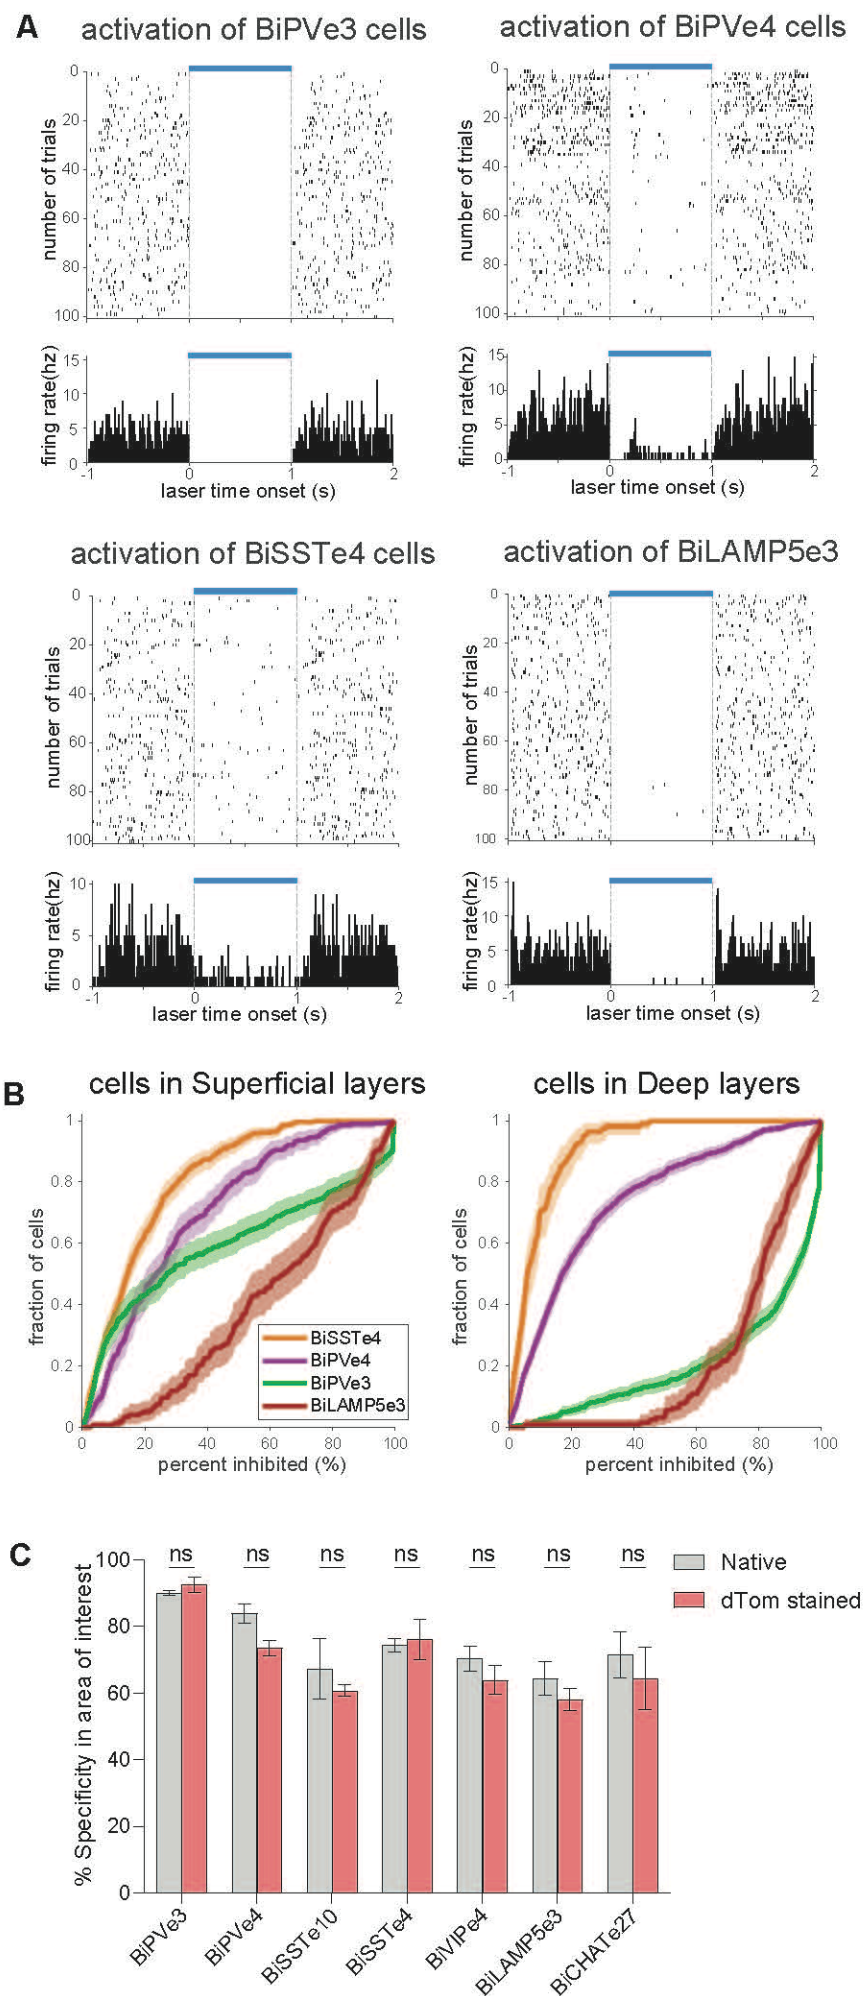 A
activation of BiPVe3 cells
0
20
40
60
80
100
number of trials
15
10
5
0
firing rate(hz)
-1
0
1
2
laser time onset (s)
activation of BiPVe4 cells
0
20
40
60
80
100
number of trials
15
10
5
0
firing rate(hz)
-1
0
1
2
laser time onset (s)
activation of BiSSTe4 cells
0
20
40
60
80
100
number of trials
10
5
0
firing rate(hz)
-1
0
1
2
laser time onset (s)
activation of BiLAMP5e3
0
20
40
60
80
100
number of trials
15
10
5
0
firing rate(hz)
-1
0
1
2
laser time onset (s)
B
cells in Superficial layers
1
0.8
0.6
0.4
0.2
0
fraction of cells
BiSSTe4
BiPVe4
BiPVe3
BiLAMP5e3
0
20
40
60
80
100
percent inhibited (%)
cells in Deep layers
1
0.8
0.6
0.4
0.2
0
fraction of cells
0
20
40
60
80
100
percent inhibited (%)
C
% Specificity in area of interest
100
80
60
40
20
0
ns
ns
ns
ns
ns
ns
ns
Native
dTom stained
BiPVe3
BiPVe4
BiSSTe10
BiSSTe4
BiVIPe4
BiLAMP5e3
BiCHATe27